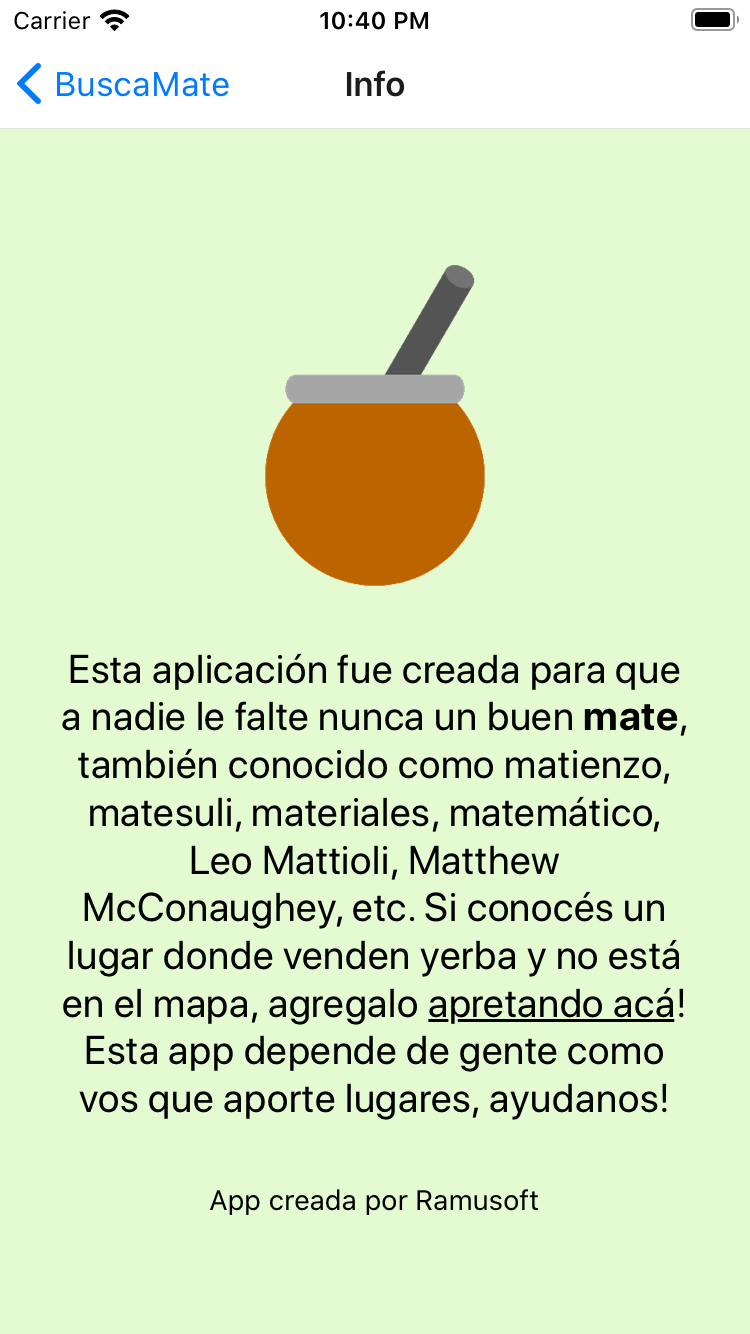 Carrier 10:40 PM
BuscaMate Info
Esta aplicación fue creada para que
a nadie le falte nunca un buen mate,
también conocido como matienzo,
matesuli, materiales, matemático,
Leo Mattioli, Matthew
McConaughey, etc. Si conocés un
lugar donde venden yerba y no está
en el mapa, agregalo apretando acá!
Esta app depende de gente como
vos que aporte lugares, ayudanos!
App creada por Ramusoft